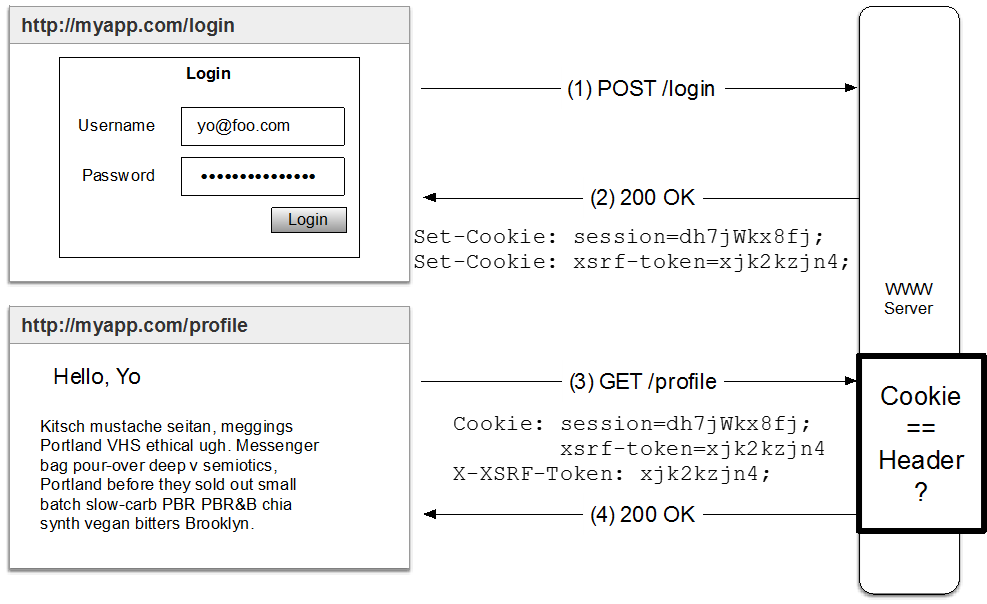 http://myapp.com/login
Login
Username
yo@foo.com
Password
•••••••••••••••
Login
(1) POST /login
(2) 200 OK
Set-Cookie: session=dh7jWkx8fj;
Set-Cookie: xsrf-token=xjk2kzjn4;
WWW
Server
http://myapp.com/profile
Hello, Yo
Kitsch mustache seitan, meggings
Portland VHS ethical ugh. Messenger
bag pour-over deep v semiotics,
Portland before they sold out small
batch slow-carb PBR PBR&B chia
synth vegan bitters Brooklyn.
(3) GET /profile
Cookie: session=dh7jWkx8fj;
xsrf-token=xjk2kzjn4
X-XSRF-Token: xjk2kzjn4;
(4) 200 OK
Cookie
==
Header
?